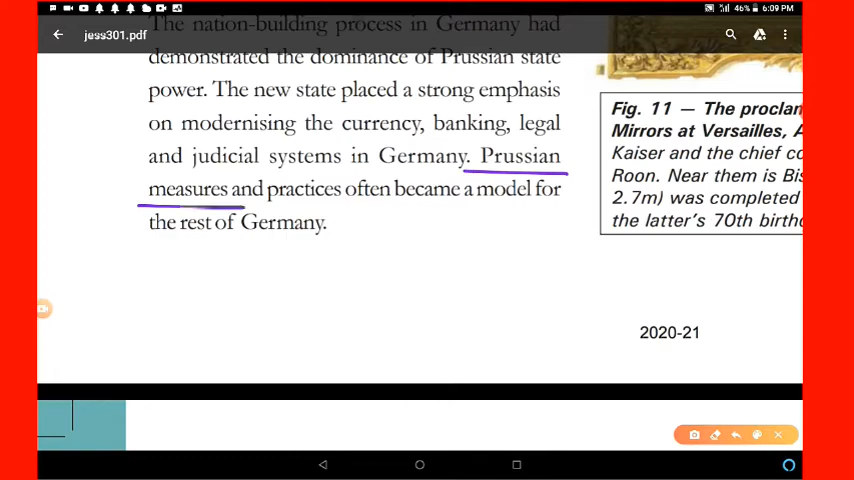 46% 6:09 PM
jess301.pdf
The nation-building process in Germany had
demonstrated the dominance of Prussian state
power. The new state placed a strong emphasis
on modernising the currency, banking, legal
and judicial systems in Germany. Prussian
measures and practices often became a model for
the rest of Germany.
Fig. 11 — The proclan
Mirrors at Versailles, A
Kaiser and the chief co
Roon. Near them is Bis
2.7m) was completed
the latter's 70th birtho
2020-21